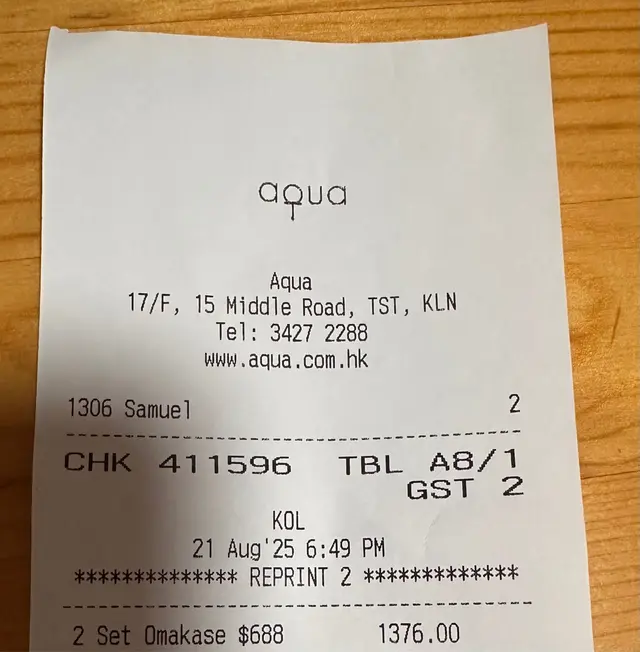 aqua
Aqua
17/F, 15 Middle Road, TST, KLN
Tel: 3427 2288
www.aqua.com.hk
1306 Samuel 2
CHK 411596 TBL A8/1
GST 2
KOL
21 Aug'25 6:49 PM
************** REPRINT 2 *************
2 Set Omakase $688 1376.00